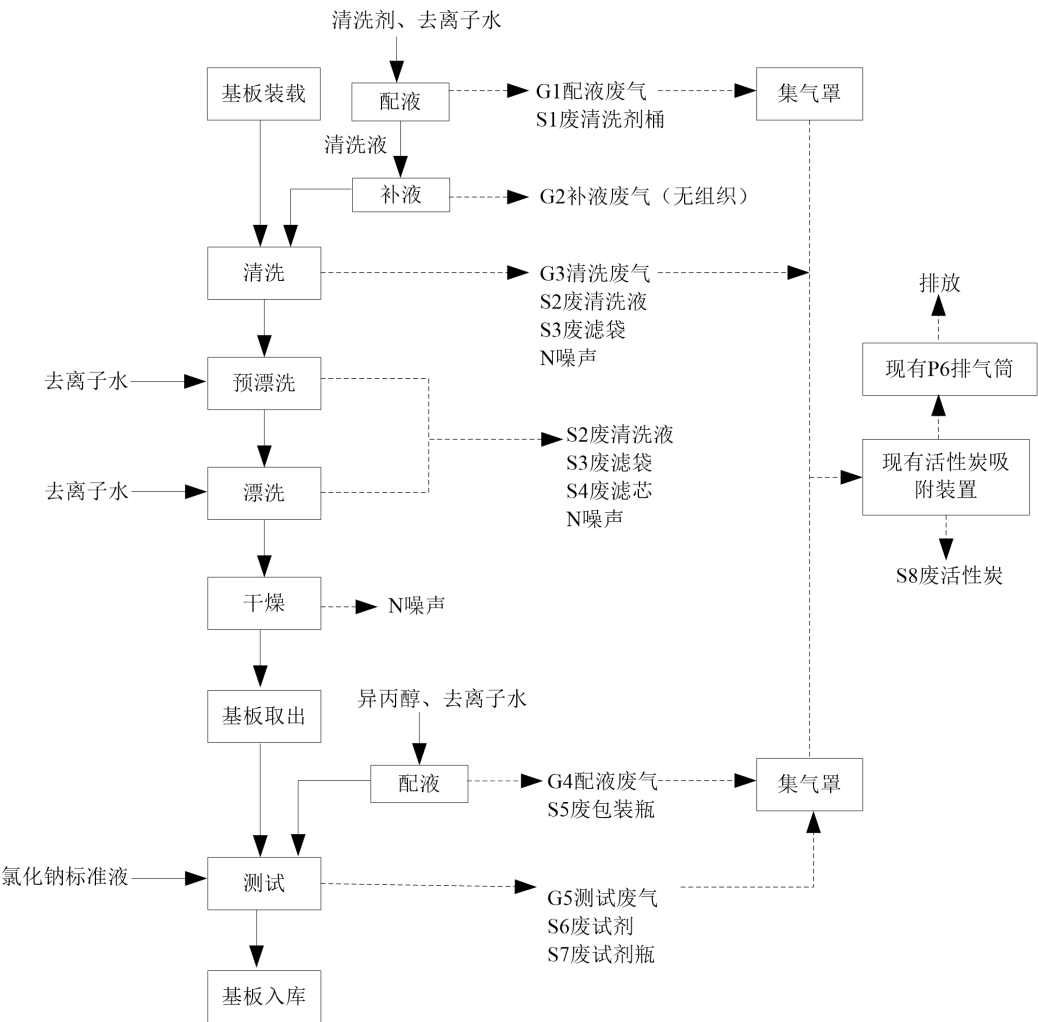 清洗剂、去离子水
基板装载
配液
G1配液废气
S1废清洗剂桶
集气罩
清洗液
补液
G2补液废气（无组织）
清洗
G3清洗废气
S2废清洗液
S3废滤袋
N噪声
排放
去离子水
预漂洗
现有P6排气筒
S2废清洗液
S3废滤袋
S4废滤芯
N噪声
去离子水
漂洗
现有活性炭吸
附装置
S8废活性炭
干燥
N噪声
异丙醇、去离子水
基板取出
配液
G4配液废气
S5废包装瓶
集气罩
氯化钠标准液
测试
G5测试废气
S6废试剂
S7废试剂瓶
基板入库